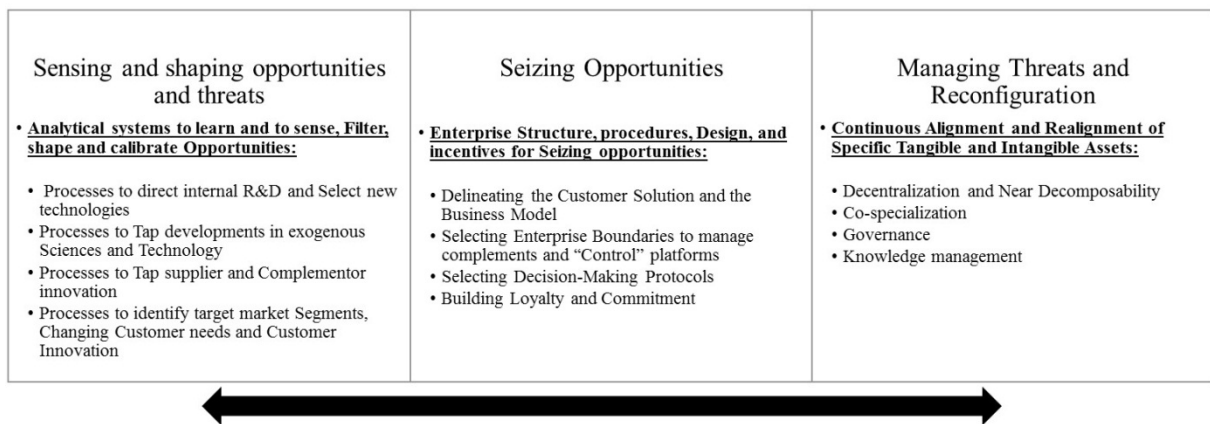 Sensing and shaping opportunities
and threats
• Analytical systems to learn and to sense, Filter,
shape and calibrate Opportunities:
• Processes to direct internal R&D and Select new
technologies
• Processes to Tap developments in exogenous
Sciences and Technology
• Processes to Tap supplier and Complementor
innovation
• Processes to identify target market Segments,
Changing Customer needs and Customer
Innovation
Seizing Opportunities
• Enterprise Structure, procedures, Design, and
incentives for Seizing opportunities:
• Delineating the Customer Solution and the
Business Model
• Selecting Enterprise Boundaries to manage
complements and “Control” platforms
• Selecting Decision-Making Protocols
• Building Loyalty and Commitment
Managing Threats and
Reconfiguration
• Continuous Alignment and Realignment of
Specific Tangible and Intangible Assets:
• Decentralization and Near Decomposability
• Co-specialization
• Governance
• Knowledge management